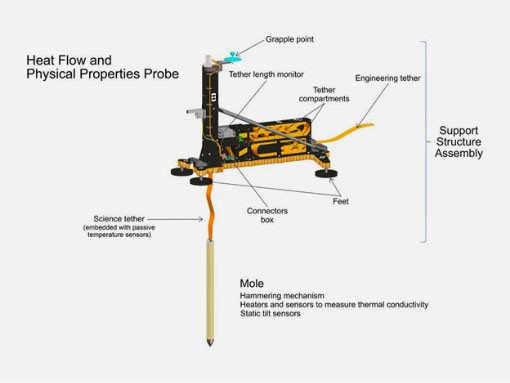 Heat Flow and
Physical Properties Probe
Grapple point
Tether length monitor
Tether
compartments
Engineering tether
Support
Structure
Assembly
Feet
Connectors
box
Science tether
(embedded with passive
temperature sensors)
Mole
Hammering mechanism
Heaters and sensors to measure thermal conductivity
Static tilt sensors